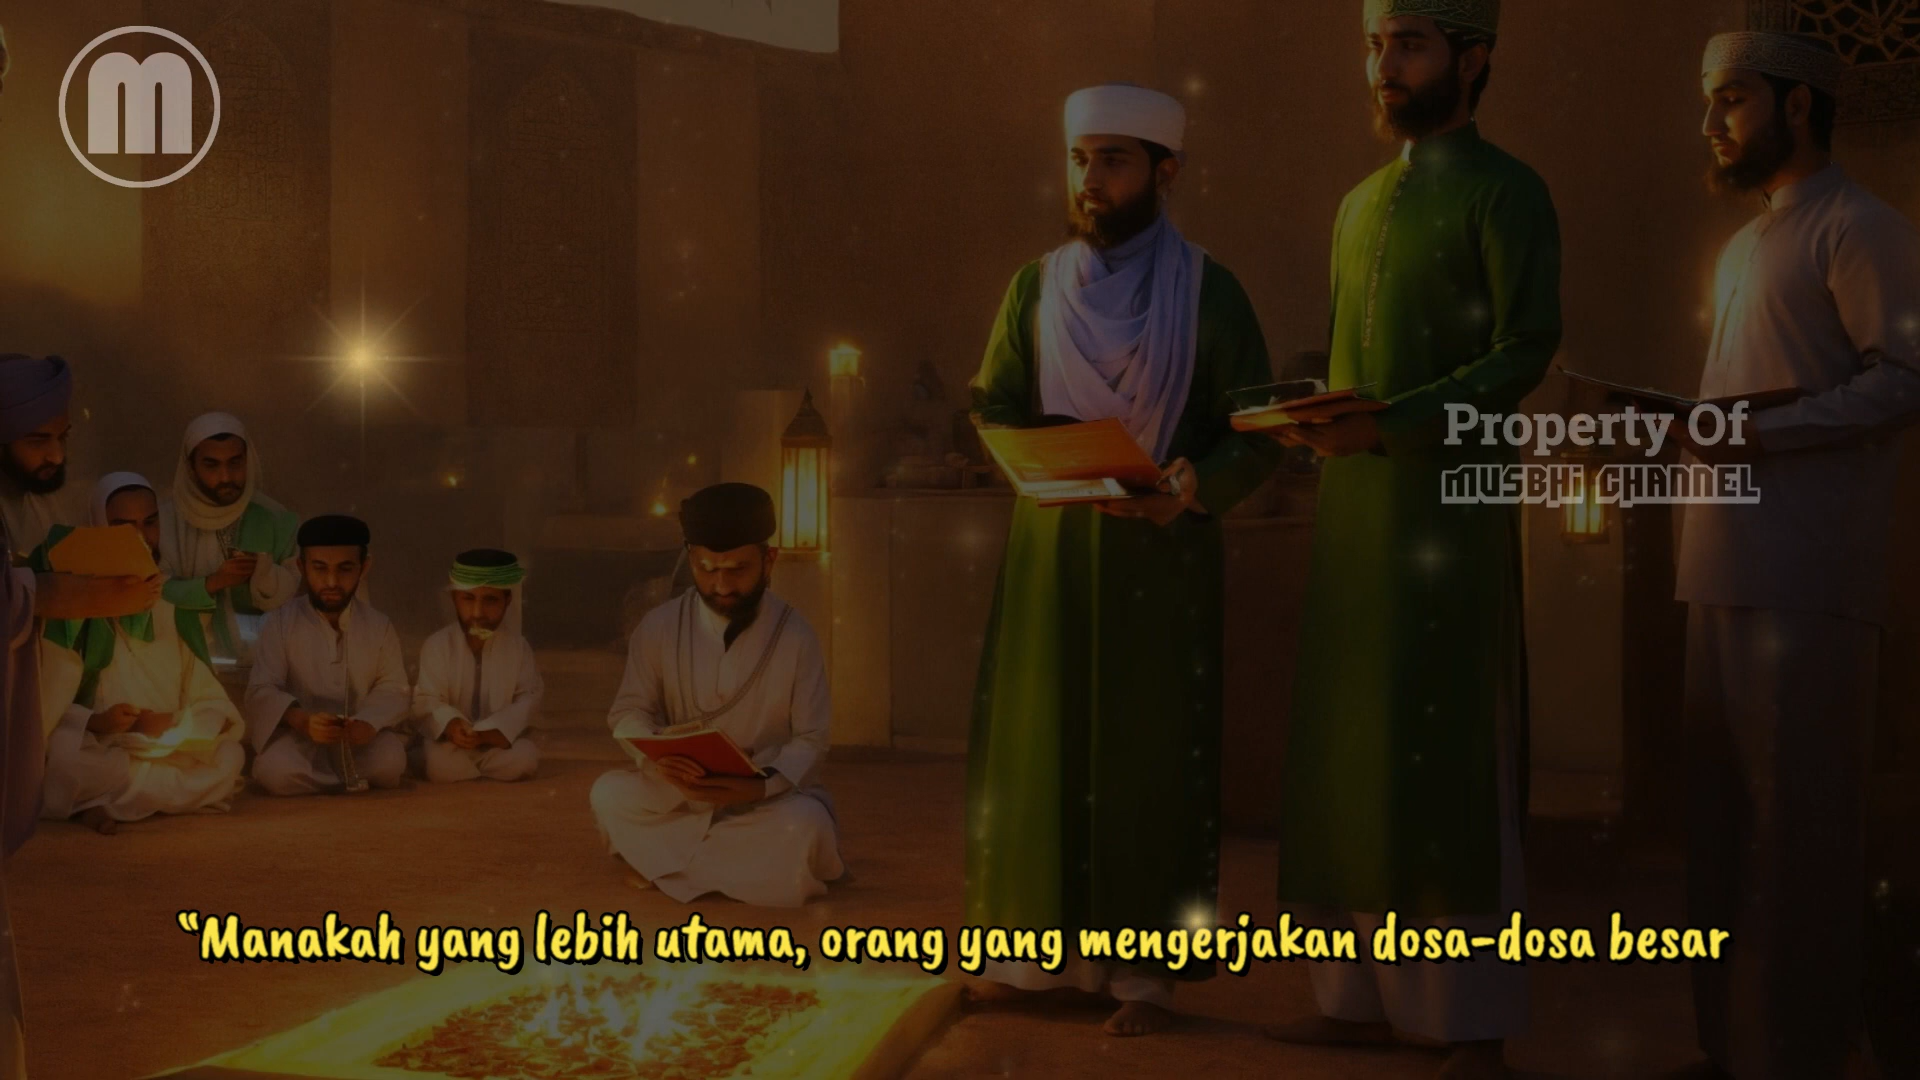 M
Property Of
MUSBHI CHANNEL
“Manakah yang lebih utama, orang yang mengerjakan dosa-dosa besar